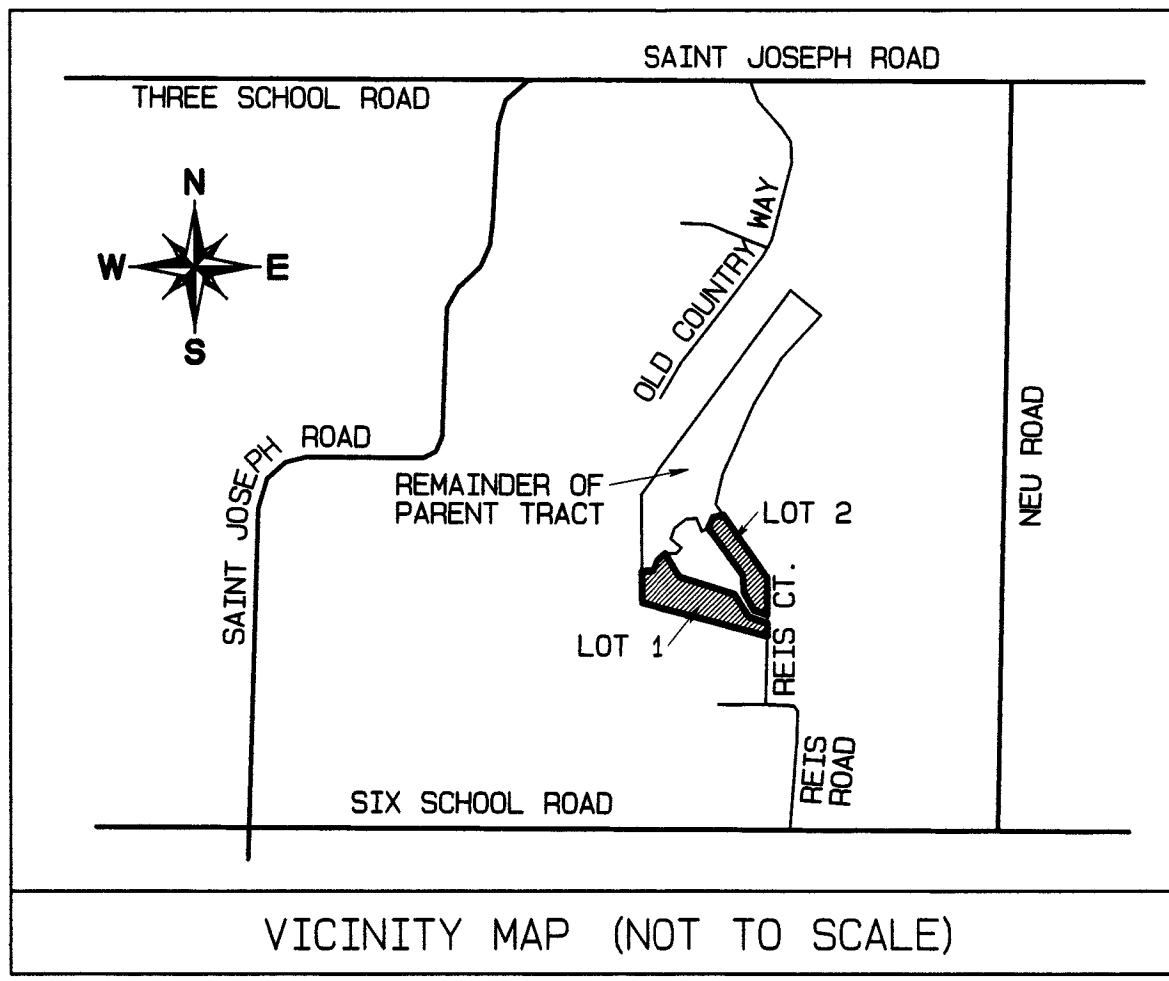 SAINT JOSEPH ROAD
THREE SCHOOL ROAD
N
W
E
S
OLD COUNTRY WAY
SAINT JOSEPH ROAD
NEU ROAD
REMAINDER OF
PARENT TRACT
LOT 2
LOT 1
REIS CT.
REIS
ROAD
SIX SCHOOL ROAD
VICINITY MAP (NOT TO SCALE)